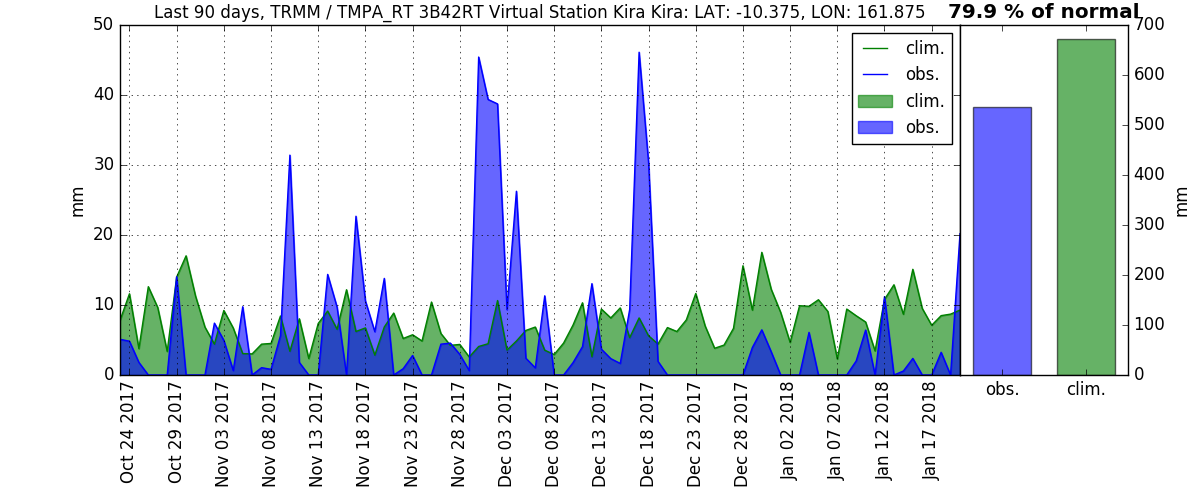 Last 90 days, TRMM / TMPA_RT 3B42RT Virtual Station Kira Kira: LAT: -10.375, LON: 161.875
79.9 % of normal
50
40
30
20
10
0
mm
clim.
obs.
clim.
obs.
700
600
500
400
300
200
100
0
mm
Oct 24 2017
Oct 29 2017
Nov 03 2017
Nov 08 2017
Nov 13 2017
Nov 18 2017
Nov 23 2017
Nov 28 2017
Dec 03 2017
Dec 08 2017
Dec 13 2017
Dec 18 2017
Dec 23 2017
Dec 28 2017
Jan 02 2018
Jan 07 2018
Jan 12 2018
Jan 17 2018
obs.
clim.